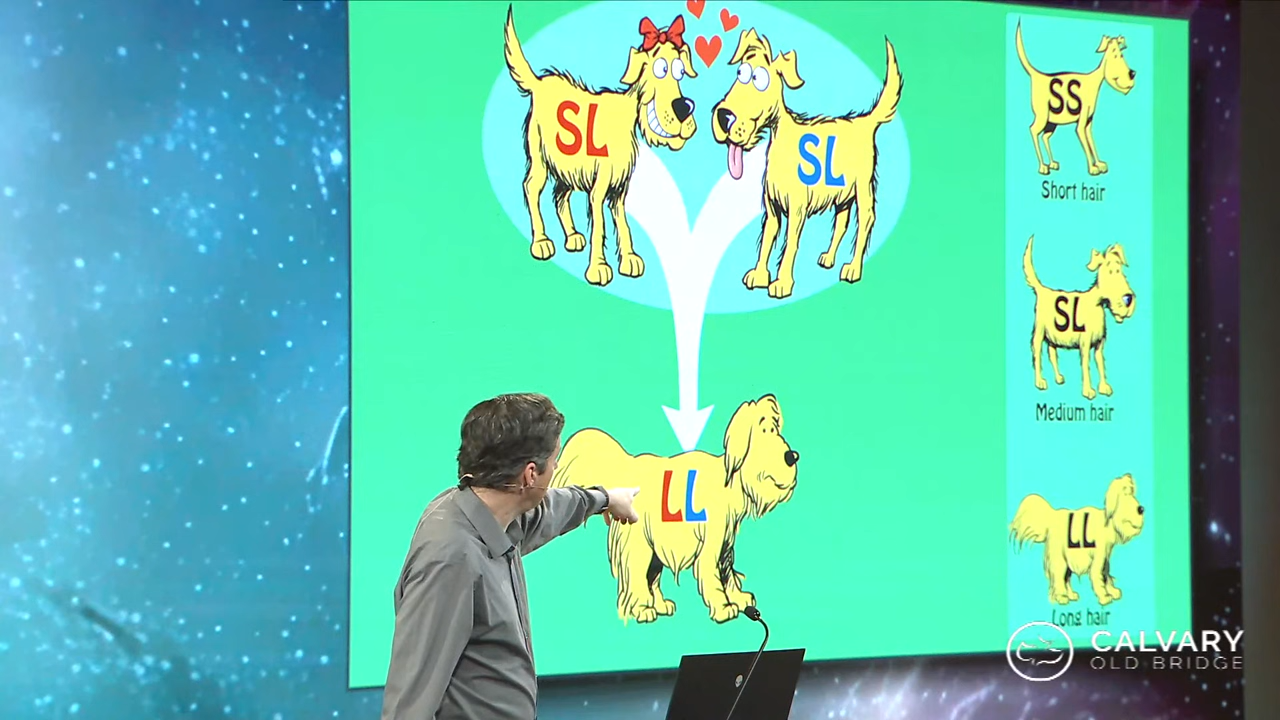 SL
SL
LL
SS
Short hair
SL
Medium hair
LL
Long hair
CALVARY
OLD BRIDGE